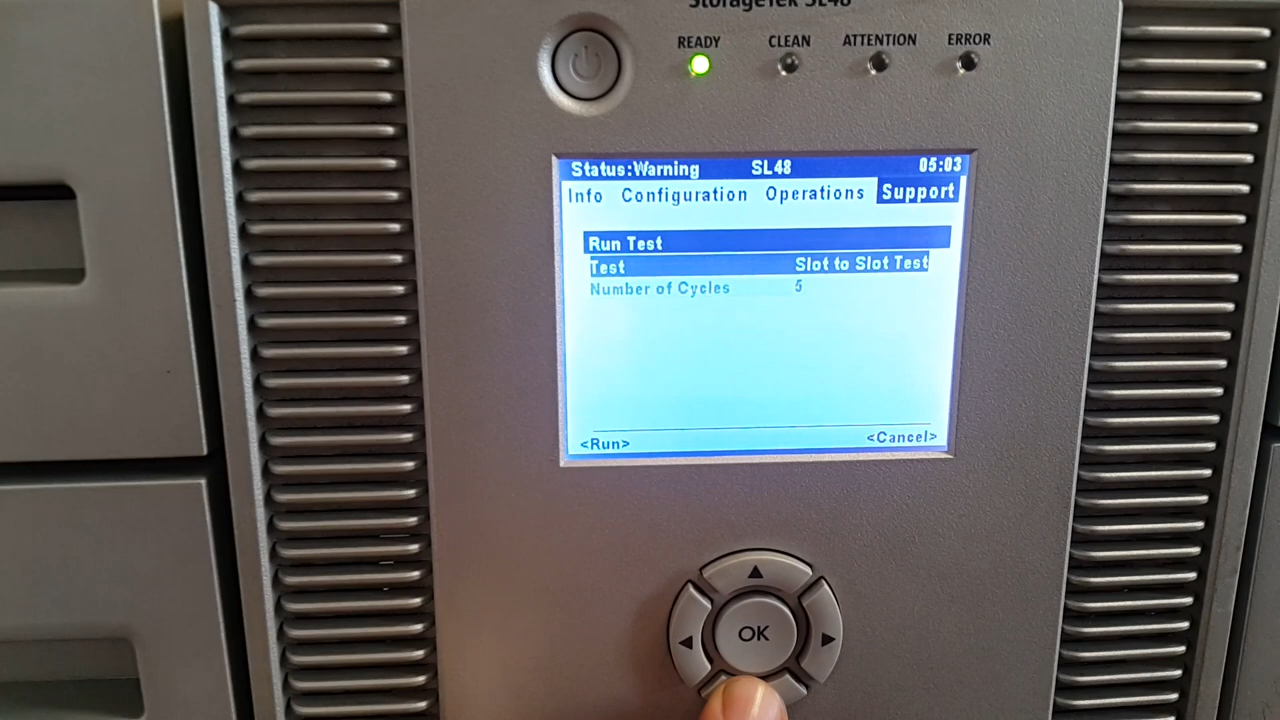 StorageTek SL48
READY CLEAN ATTENTION ERROR
Status:Warning SL48 05:03
Info Configuration Operations Support
Run Test
Test Slot to Slot Test
Number of Cycles 5
<Run> <Cancel>
OK